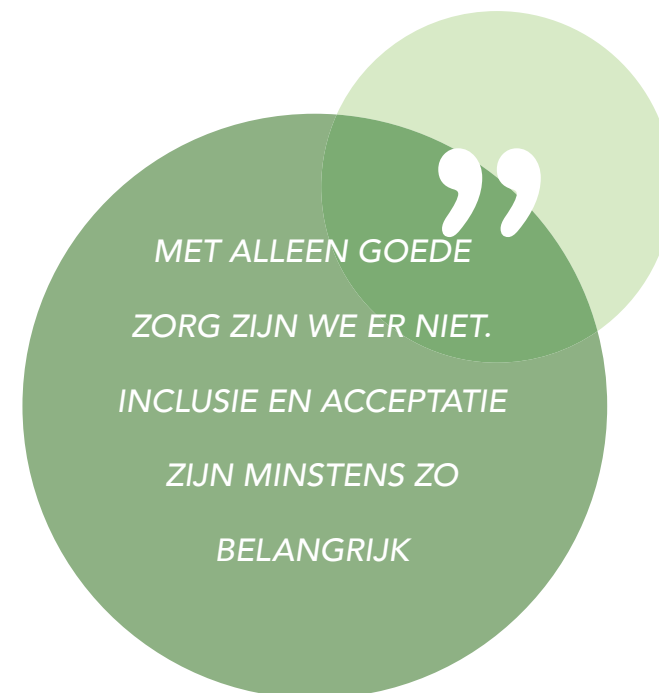 ”
MET ALLEEN GOEDE
ZORG ZIJN WE ER NIET.
INCLUSIE EN ACCEPTATIE
ZIJN MINSTENS ZO
BELANGRIJK